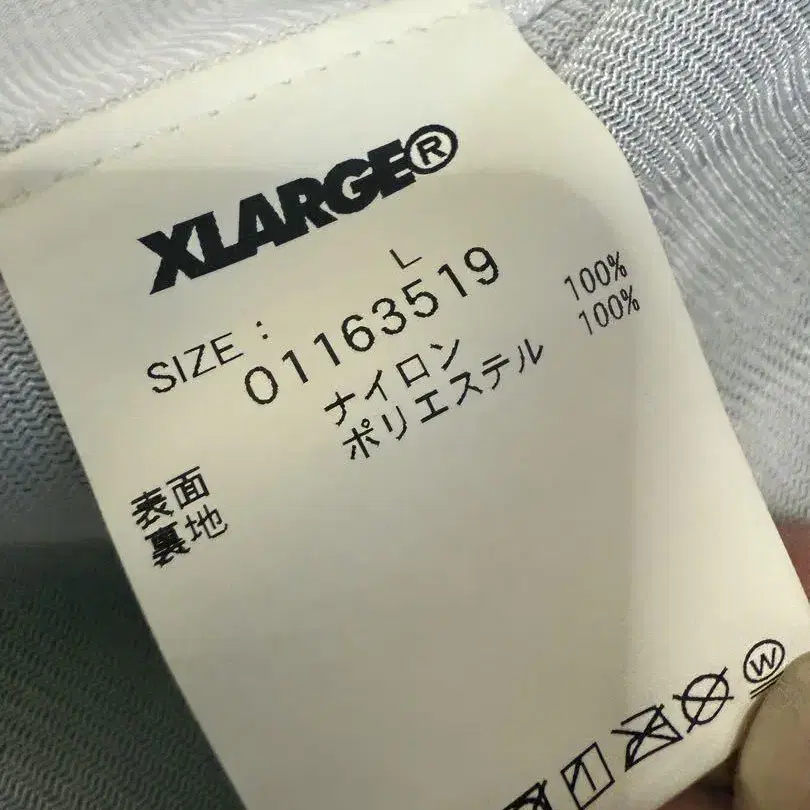 XLARGE®
SIZE : L
01163519
表面 ナイロン 100%
裏地 ポリエステル 100%
W